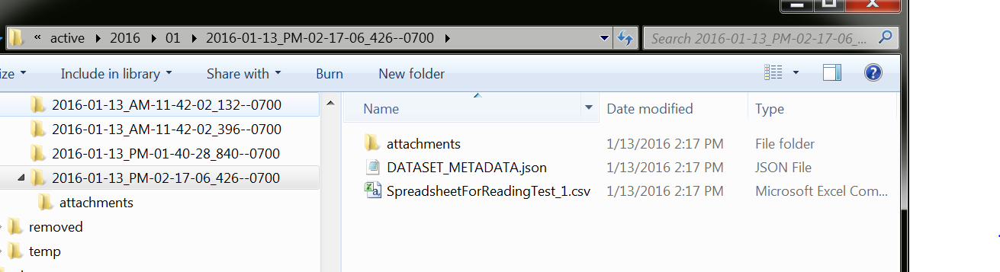 « active 2016 01 2016-01-13_PM-02-17-06_426--0700 Search 2016-01-13_PM-02-17-06_...
ize Include in library Share with Burn New folder
2016-01-13_AM-11-42-02_132--0700
2016-01-13_AM-11-42-02_396--0700
2016-01-13_PM-01-40-28_840--0700
2016-01-13_PM-02-17-06_426--0700
attachments
removed
temp
Name Date modified Type
attachments 1/13/2016 2:17 PM File folder
DATASET_METADATA.json 1/13/2016 2:17 PM JSON File
SpreadsheetForReadingTest_1.csv 1/13/2016 2:17 PM Microsoft Excel Com...